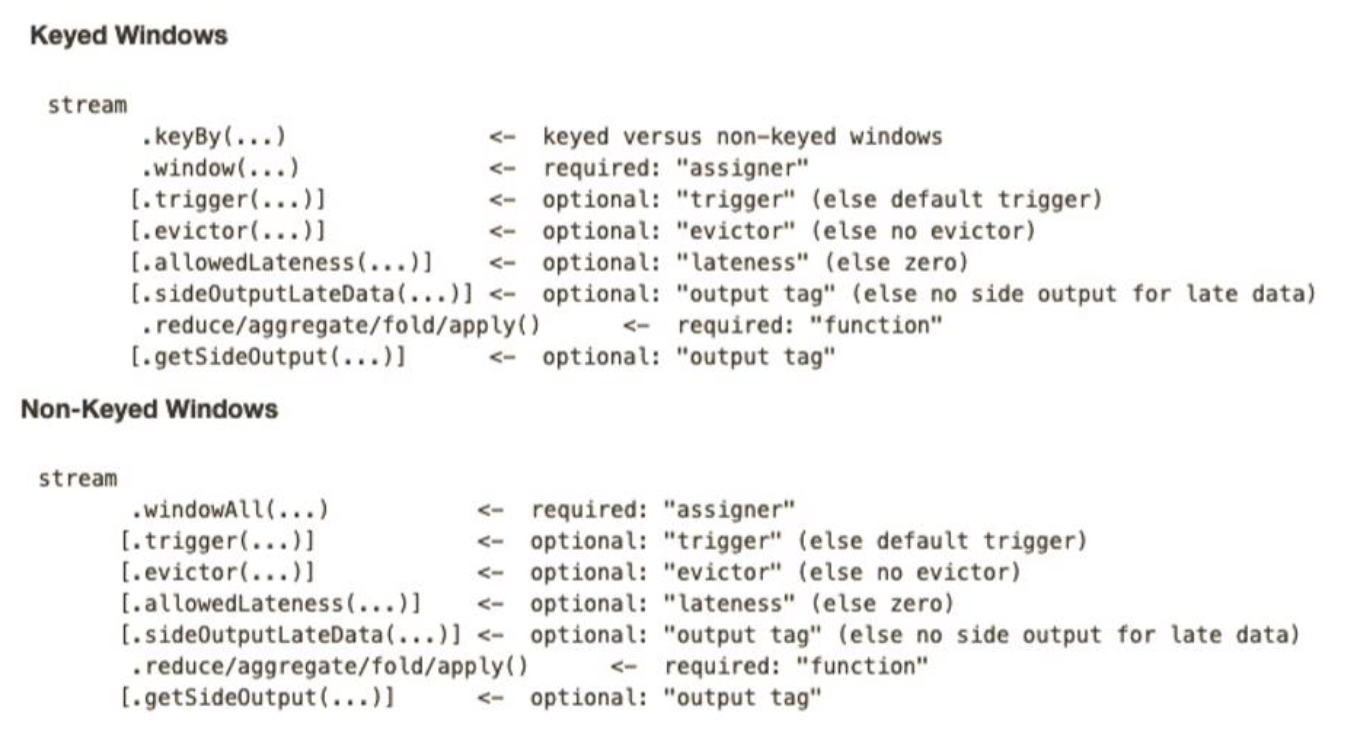 Keyed Windows
stream
.keyBy(...) <- keyed versus non-keyed windows
.window(...) <- required: "assigner"
[.trigger(...)] <- optional: "trigger" (else default trigger)
[.evictor(...)] <- optional: "evictor" (else no evictor)
[.allowedLateness(...)] <- optional: "lateness" (else zero)
[.sideOutputLateData(...)] <- optional: "output tag" (else no side output for late data)
.reduce/aggregate/fold/apply() <- required: "function"
[.getSideOutput(...)] <- optional: "output tag"
Non-Keyed Windows
stream
.windowAll(...) <- required: "assigner"
[.trigger(...)] <- optional: "trigger" (else default trigger)
[.evictor(...)] <- optional: "evictor" (else no evictor)
[.allowedLateness(...)] <- optional: "lateness" (else zero)
[.sideOutputLateData(...)] <- optional: "output tag" (else no side output for late data)
.reduce/aggregate/fold/apply() <- required: "function"
[.getSideOutput(...)] <- optional: "output tag"